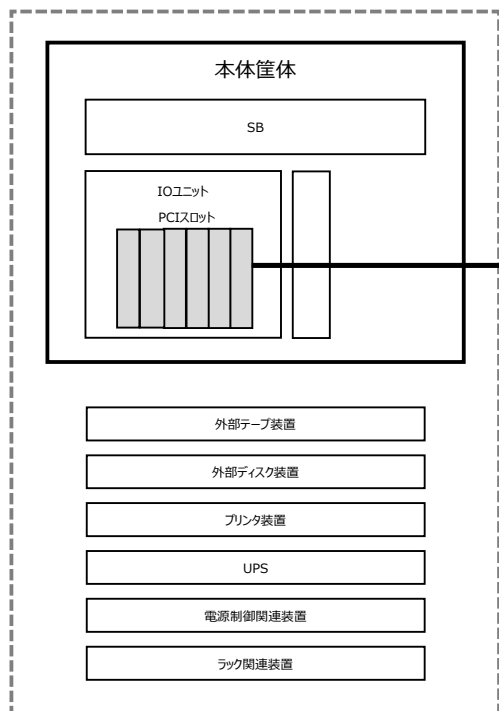 本体筐体
SB
IOユニット
PCIスロット
外部テープ装置
外部ディスク装置
プリンタ装置
UPS
電源制御関連装置
ラック関連装置